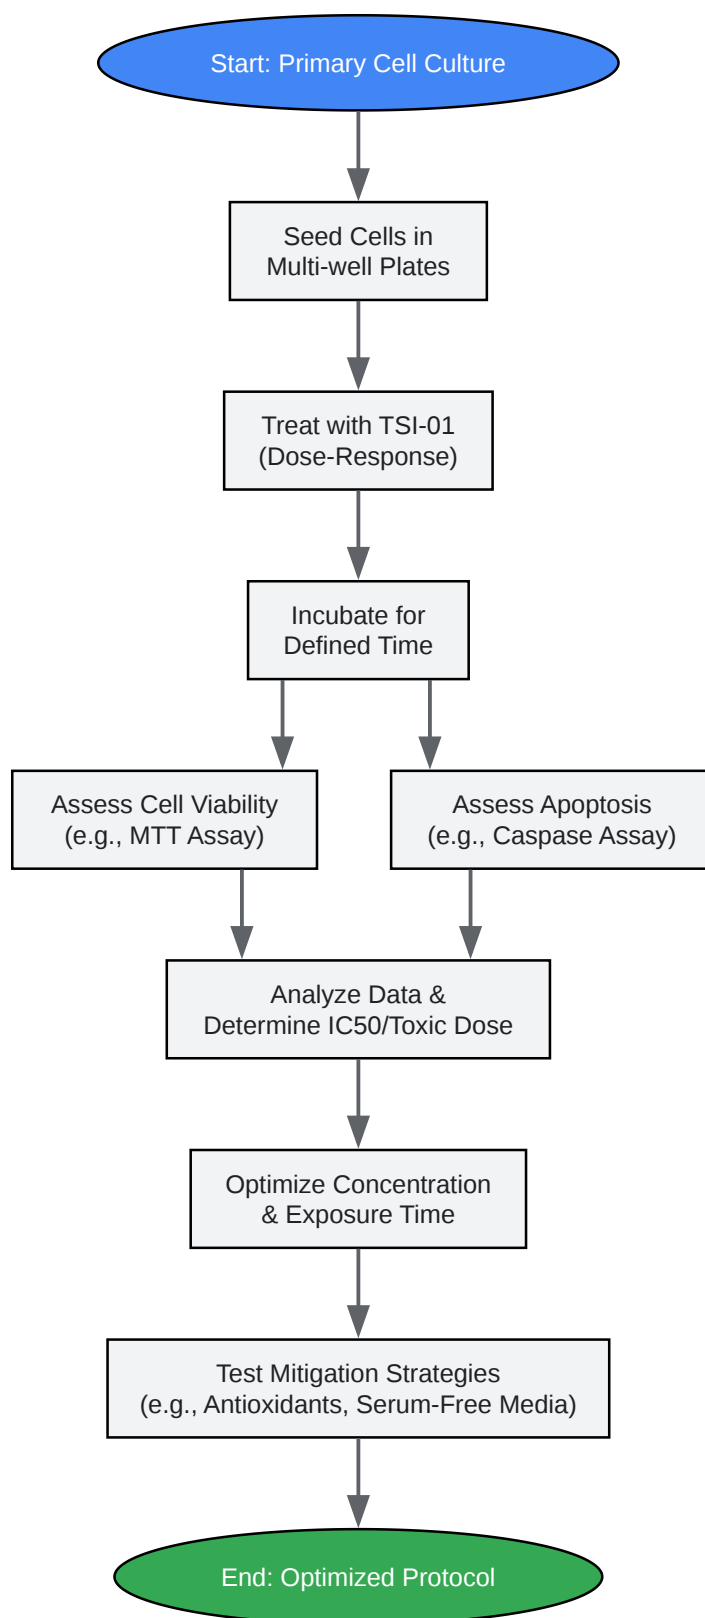 Start: Primary Cell Culture
Seed Cells in
Multi-well Plates
Treat with TSI-01
(Dose-Response)
Incubate for
Defined Time
Assess Cell Viability
(e.g., MTT Assay)
Assess Apoptosis
(e.g., Caspase Assay)
Analyze Data &
Determine IC50/Toxic Dose
Optimize Concentration
& Exposure Time
Test Mitigation Strategies
(e.g., Antioxidants, Serum-Free Media)
End: Optimized Protocol